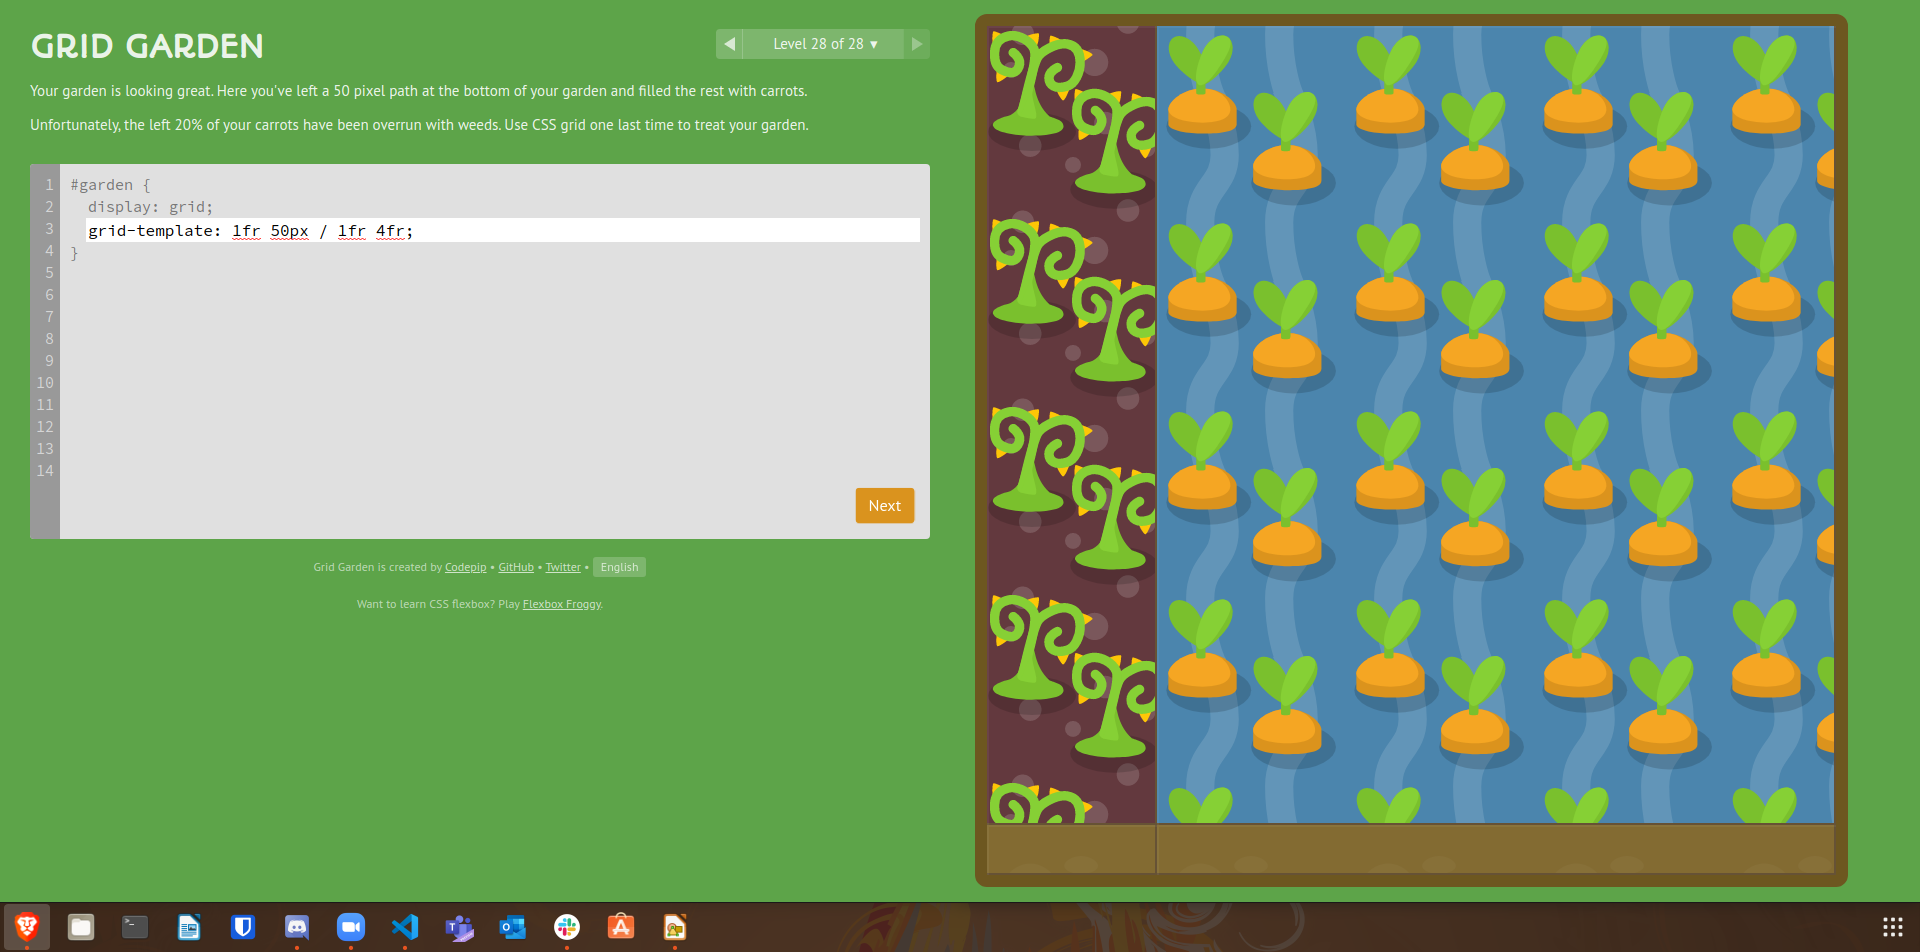 GRID GARDEN
◀ Level 28 of 28 ▼ ▶
Your garden is looking great. Here you've left a 50 pixel path at the bottom of your garden and filled the rest with carrots.
Unfortunately, the left 20% of your carrots have been overrun with weeds. Use CSS grid one last time to treat your garden.
1 #garden {
2 display: grid;
3 grid-template: 1fr 50px / 1fr 4fr;
4 }
5
6
7
8
9
10
11
12
13
14
Next
Grid Garden is created by Codepip • GitHub • Twitter • English
Want to learn CSS flexbox? Play Flexbox Froggy.